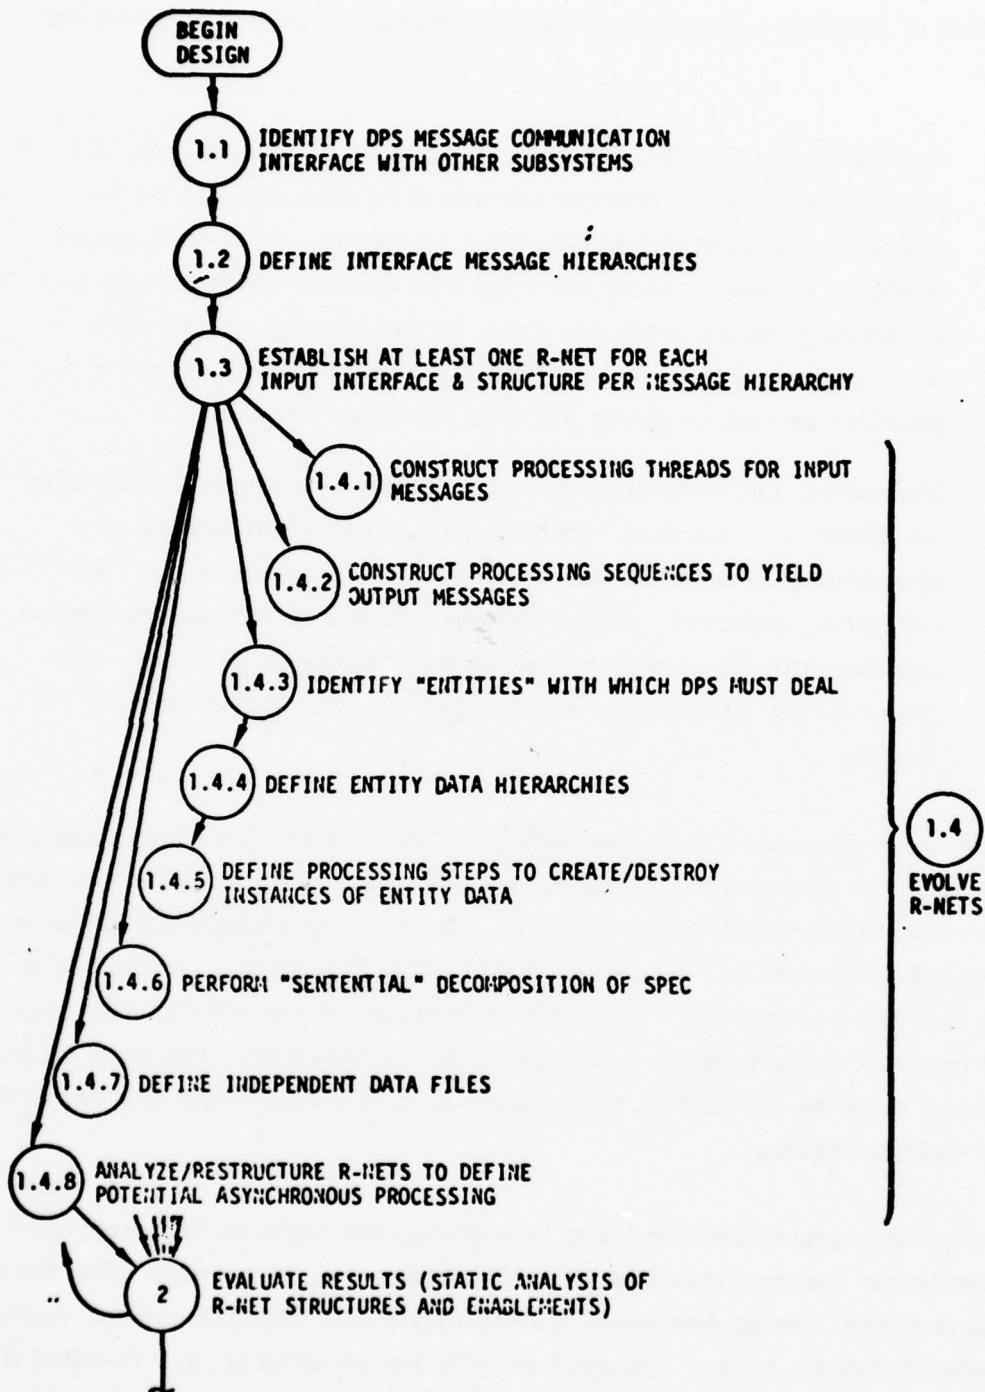 BEGIN
DESIGN
1.1
IDENTIFY DPS MESSAGE COMMUNICATION
INTERFACE WITH OTHER SUBSYSTEMS
1.2
DEFINE INTERFACE MESSAGE HIERARCHIES
1.3
ESTABLISH AT LEAST ONE R-NET FOR EACH
INPUT INTERFACE & STRUCTURE PER MESSAGE HIERARCHY
1.4.1
CONSTRUCT PROCESSING THREADS FOR INPUT
MESSAGES
1.4.2
CONSTRUCT PROCESSING SEQUENCES TO YIELD
OUTPUT MESSAGES
1.4.3
IDENTIFY "ENTITIES" WITH WHICH DPS MUST DEAL
1.4.4
DEFINE ENTITY DATA HIERARCHIES
1.4.5
DEFINE PROCESSING STEPS TO CREATE/DESTROY
INSTANCES OF ENTITY DATA
1.4
EVOLVE
R-NETS
1.4.6
PERFORM "SENTENTIAL" DECOMPOSITION OF SPEC
1.4.7
DEFINE INDEPENDENT DATA FILES
1.4.8
ANALYZE/RESTRUCTURE R-NETS TO DEFINE
POTENTIAL ASYNCHRONOUS PROCESSING
2
EVALUATE RESULTS (STATIC ANALYSIS OF
R-NET STRUCTURES AND ENABLEMENTS)